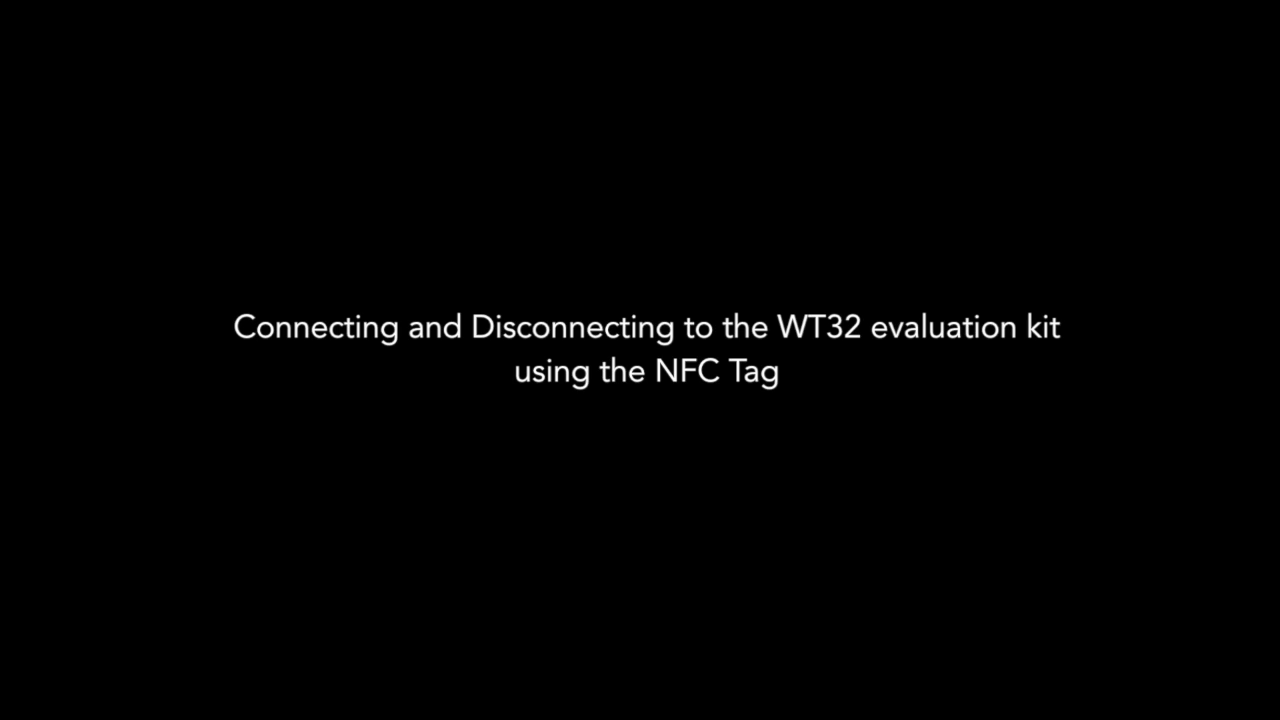 Connecting and Disconnecting to the WT32 evaluation kit
using the NFC Tag